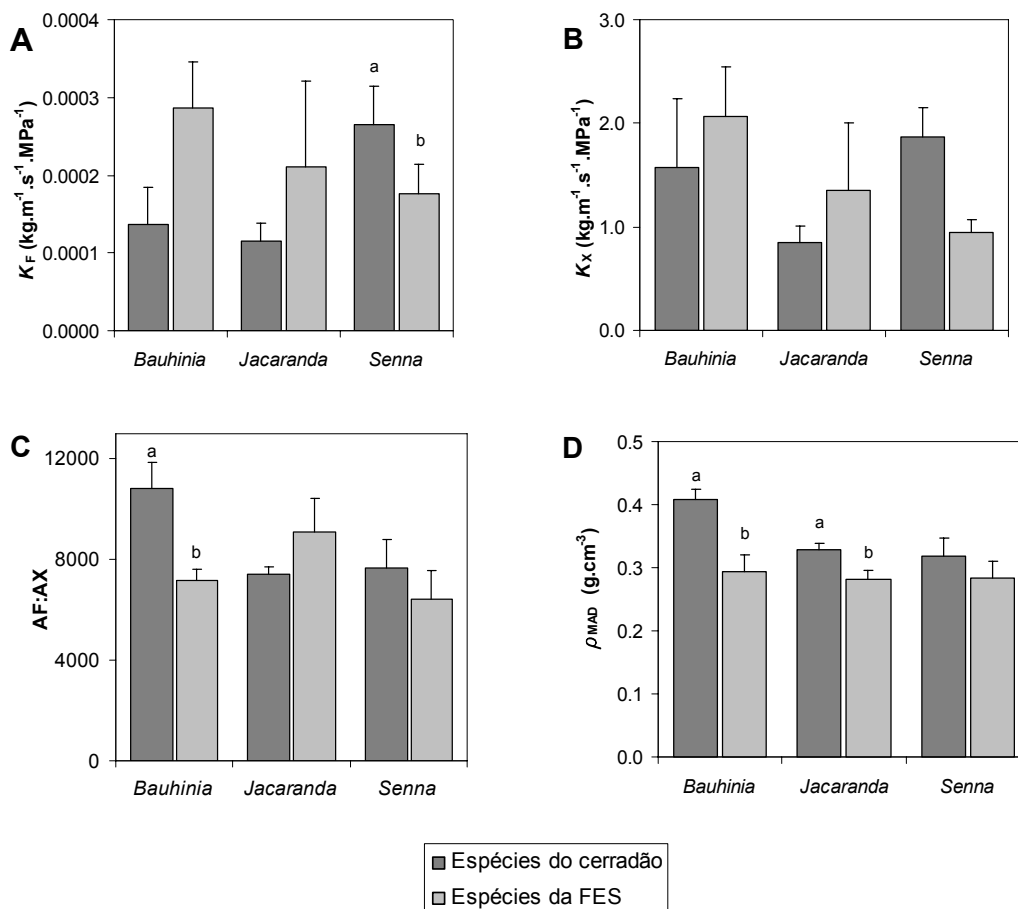 A
K_F (kg.m⁻¹.s⁻¹.MPa⁻¹)
0.0004
0.0003
0.0002
0.0001
0.0000
a
b
Bauhinia
Jacaranda
Senna
B
K_X (kg.m⁻¹.s⁻¹.MPa⁻¹)
3.0
2.0
1.0
0.0
Bauhinia
Jacaranda
Senna
C
AF:AX
12000
8000
4000
0
a
b
Bauhinia
Jacaranda
Senna
D
ρ_MAD (g.cm⁻³)
0.5
0.4
0.3
0.2
0.1
0.0
a
b
a
b
Bauhinia
Jacaranda
Senna
Espécies do cerradão
Espécies da FES